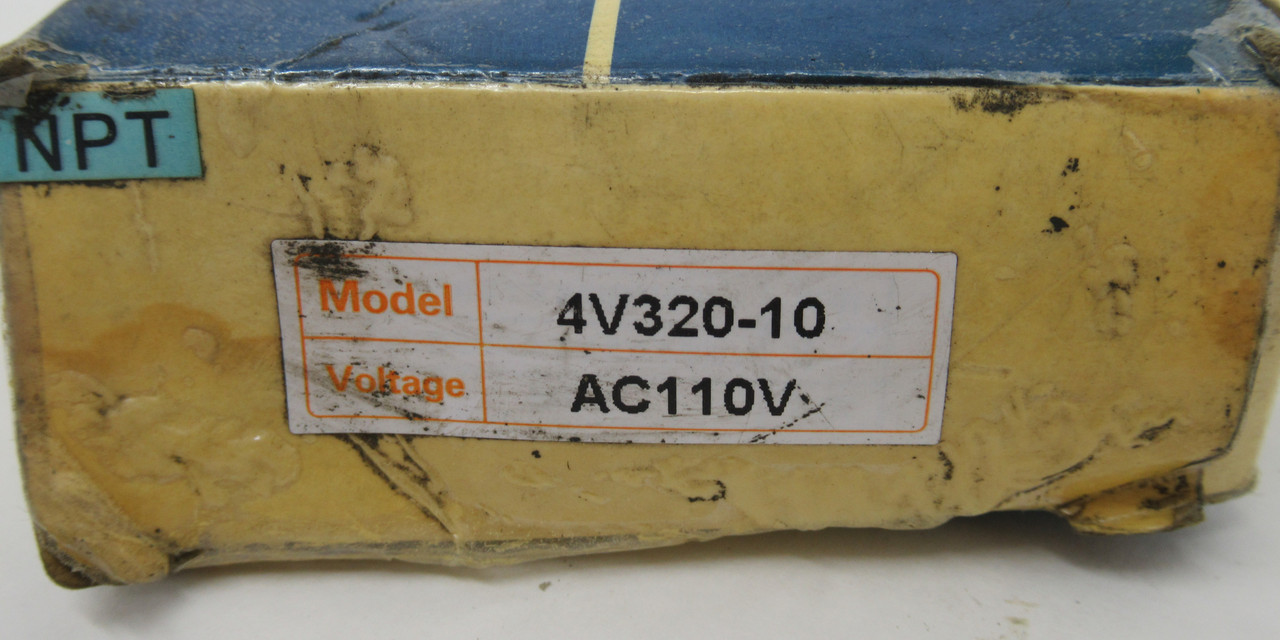 NPT
Model 4V320-10
Voltage AC110V